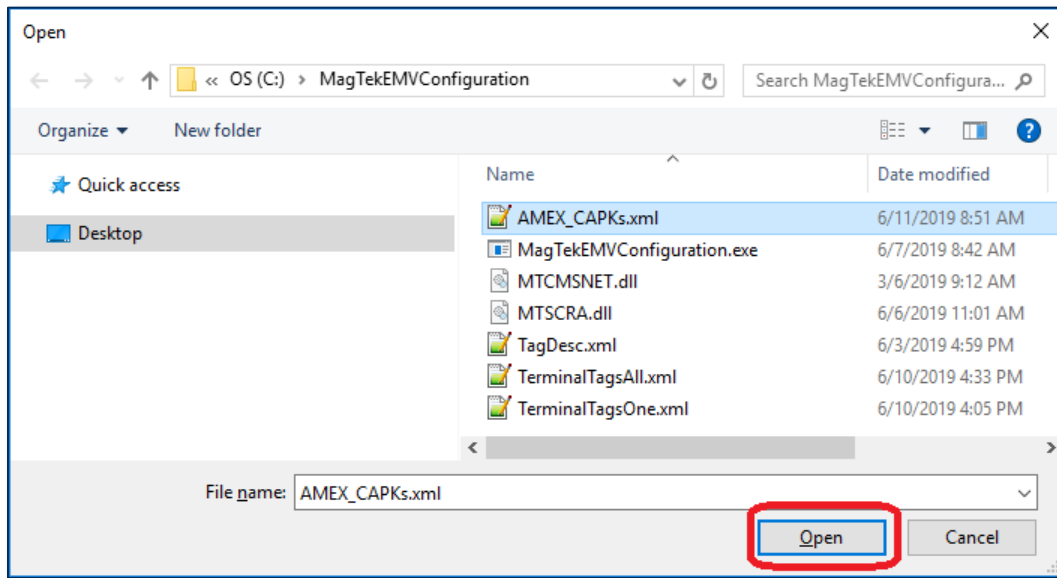 Open
« OS (C:) › MagTekEMVConfiguration
Search MagTekEMVConfigura...
Organize
New folder
Quick access
Desktop
Name Date modified
AMEX_CAPKs.xml 6/11/2019 8:51 AM
MagTekEMVConfiguration.exe 6/7/2019 8:42 AM
MTCMSNET.dll 3/6/2019 9:12 AM
MTSCRA.dll 6/6/2019 11:01 AM
TagDesc.xml 6/3/2019 4:59 PM
TerminalTagsAll.xml 6/10/2019 4:33 PM
TerminalTagsOne.xml 6/10/2019 4:05 PM
File name: AMEX_CAPKs.xml
Open Cancel